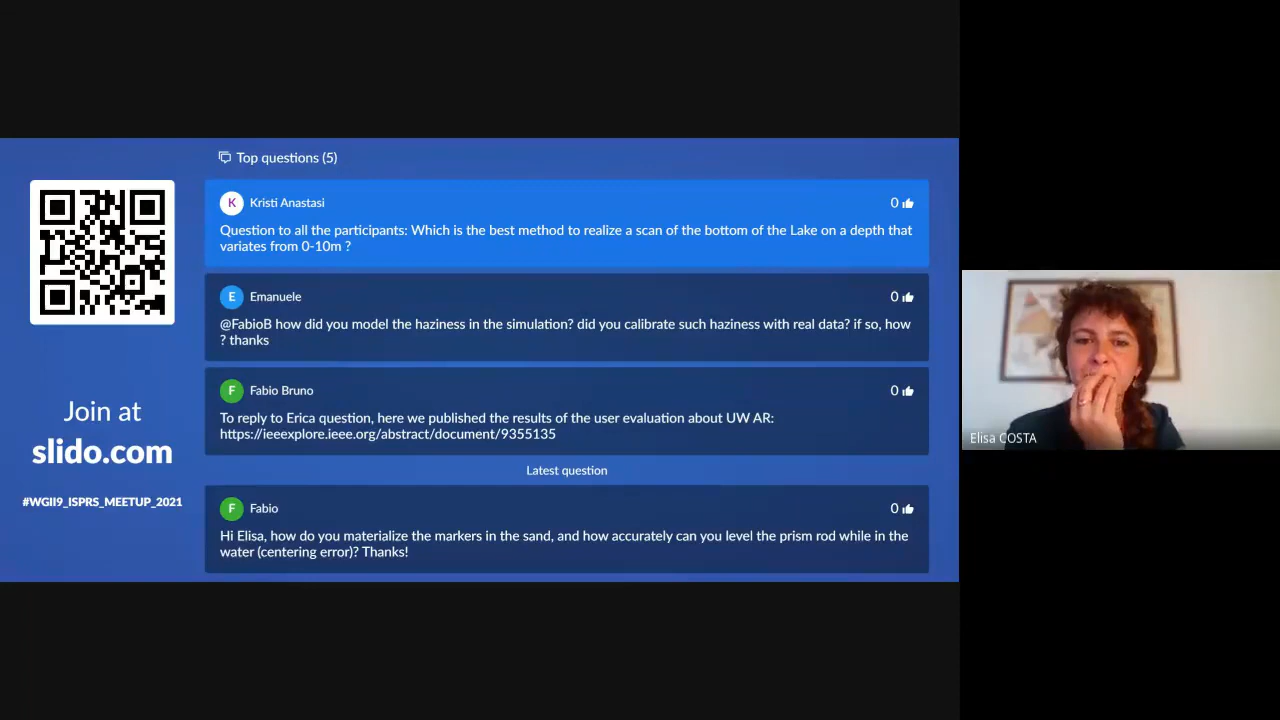 Top questions (5)
K
Kristi Anastasi
0
Question to all the participants: Which is the best method to realize a scan of the bottom of the Lake on a depth that
variates from 0-10m ?
E
Emanuele
0
@FabioB how did you model the haziness in the simulation? did you calibrate such haziness with real data? if so, how
? thanks
F
Fabio Bruno
0
To reply to Erica question, here we published the results of the user evaluation about UW AR:
https://ieeexplore.ieee.org/abstract/document/9355135
Latest question
F
Fabio
0
Hi Elisa, how do you materialize the markers in the sand, and how accurately can you level the prism rod while in the
water (centering error)? Thanks!
Join at
slido.com
#WGII9_ISPRS_MEETUP_2021
Elisa COSTA